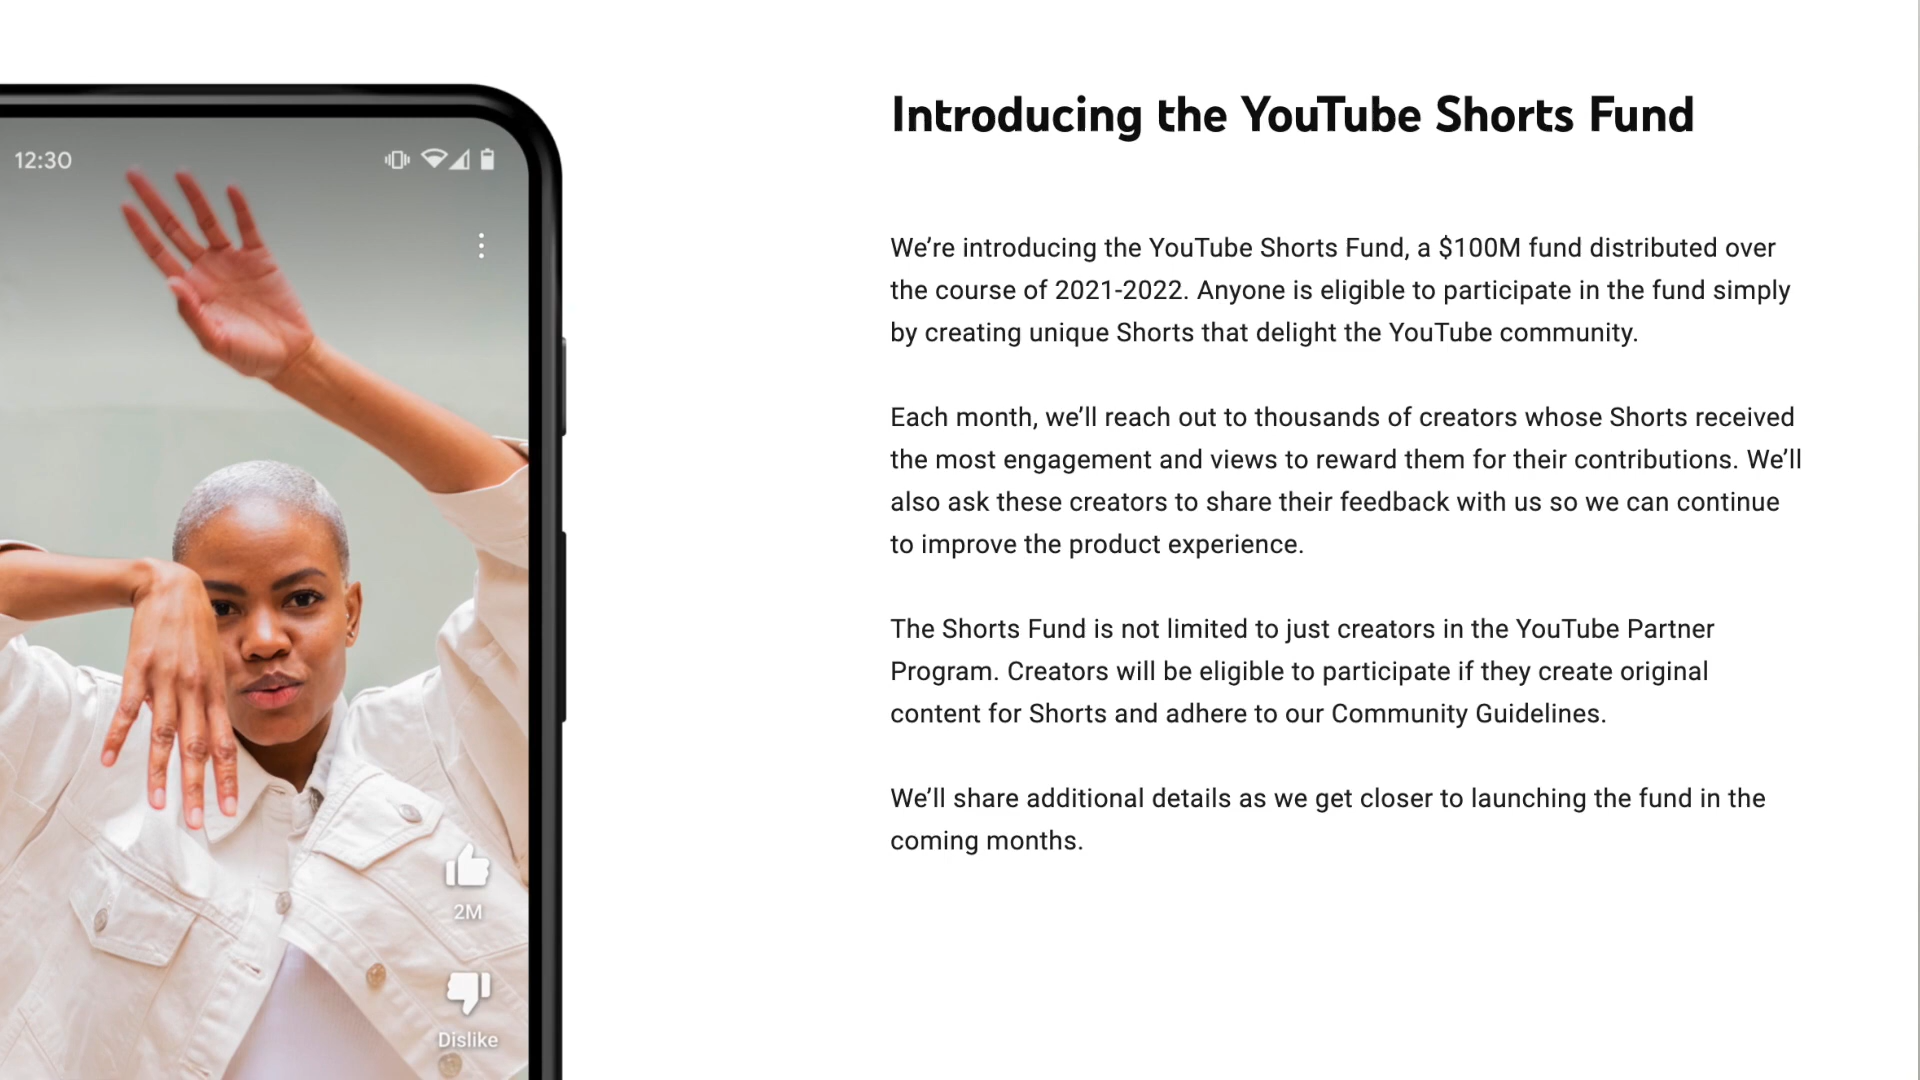 12:30
Introducing the YouTube Shorts Fund
We’re introducing the YouTube Shorts Fund, a $100M fund distributed over
the course of 2021-2022. Anyone is eligible to participate in the fund simply
by creating unique Shorts that delight the YouTube community.
Each month, we’ll reach out to thousands of creators whose Shorts received
the most engagement and views to reward them for their contributions. We’ll
also ask these creators to share their feedback with us so we can continue
to improve the product experience.
The Shorts Fund is not limited to just creators in the YouTube Partner
Program. Creators will be eligible to participate if they create original
content for Shorts and adhere to our Community Guidelines.
We’ll share additional details as we get closer to launching the fund in the
coming months.
2M
Dislike